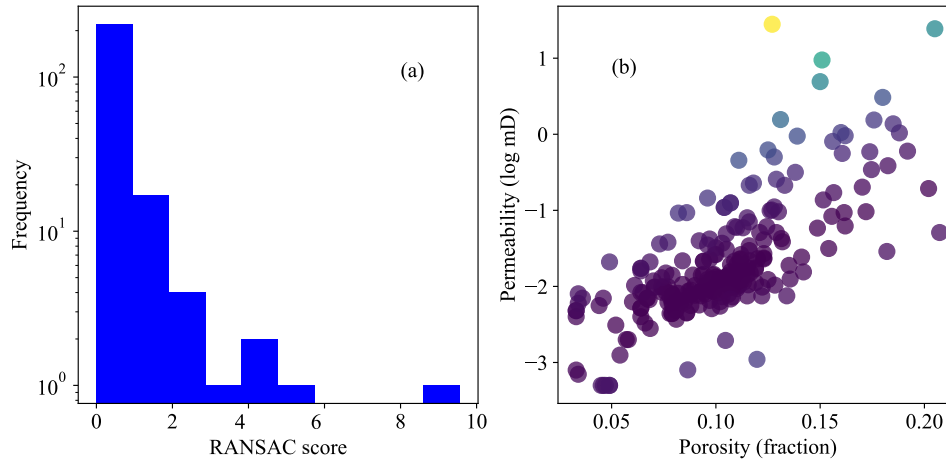 (a)
Frequency
10²
10¹
10⁰
0 2 4 6 8 10
RANSAC score
(b)
Permeability (log mD)
1
0
−1
−2
−3
0.05 0.10 0.15 0.20
Porosity (fraction)